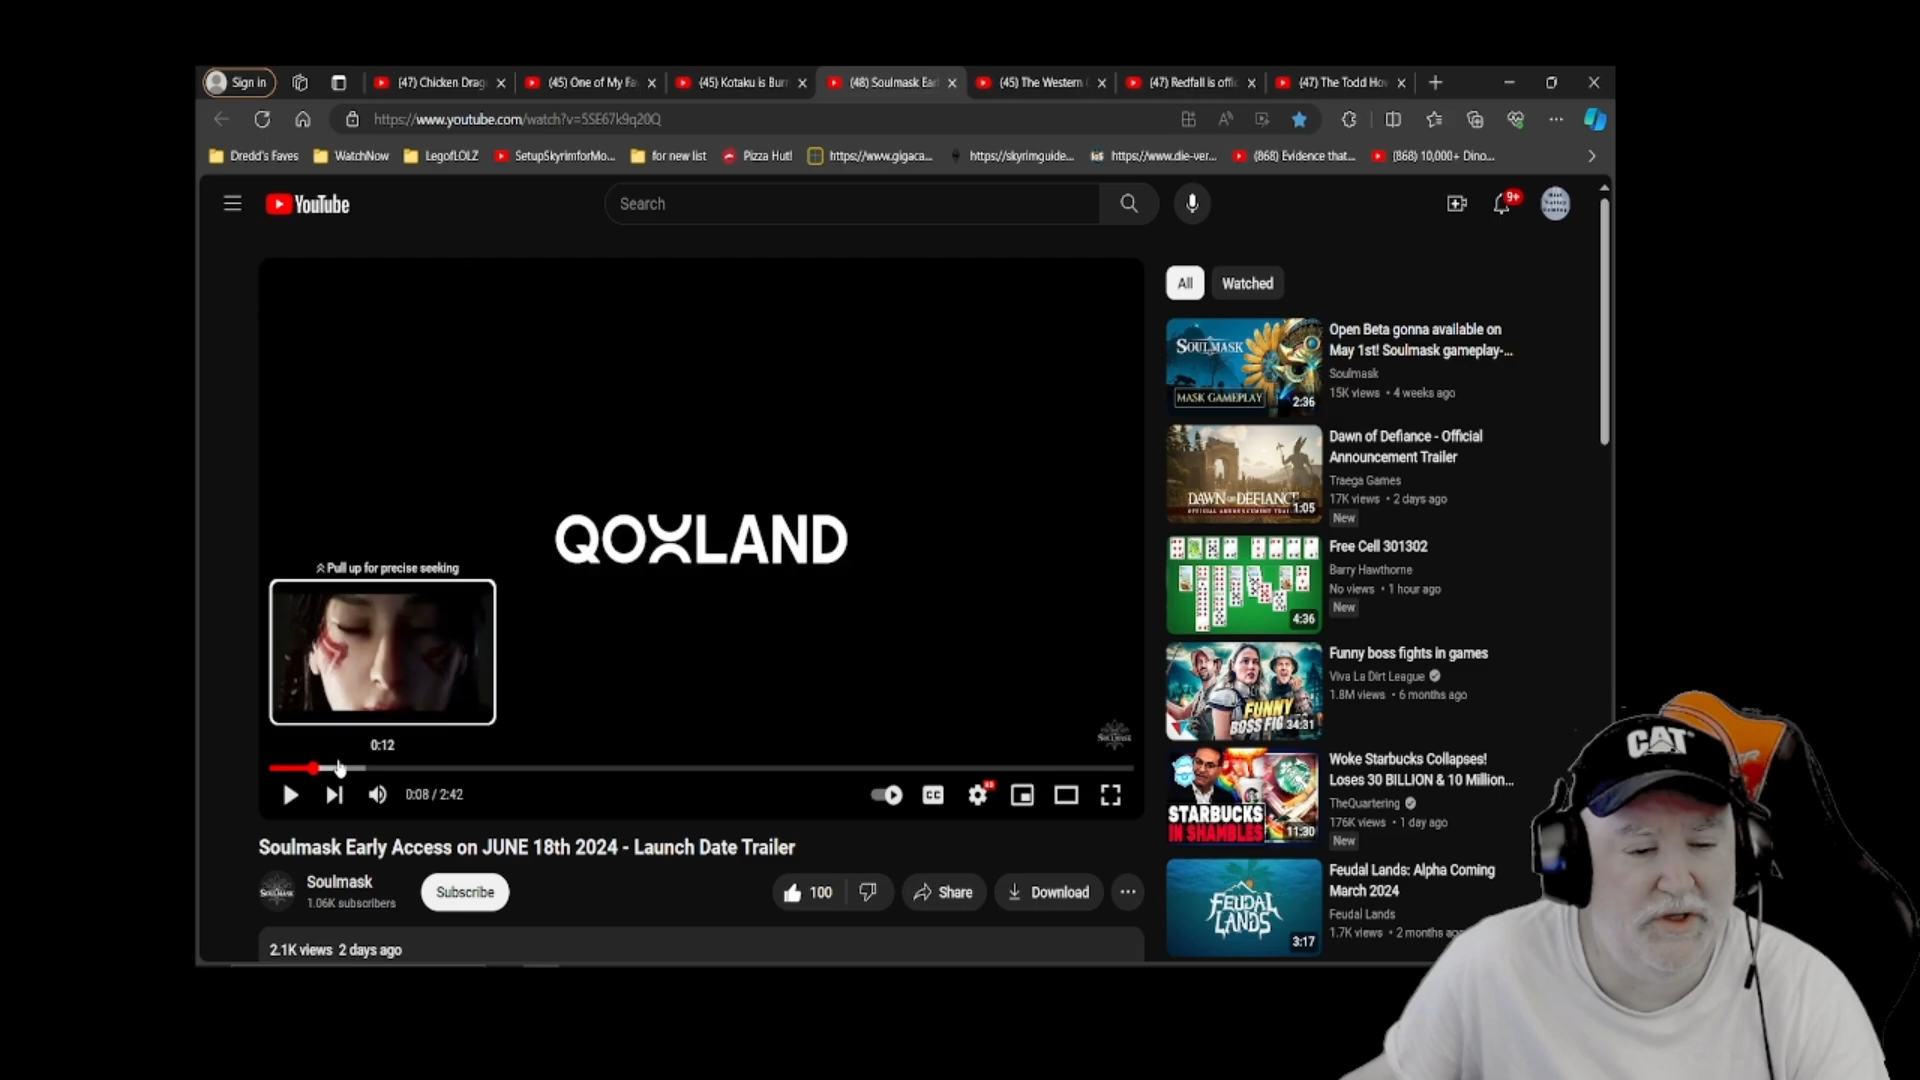 Sign in
(47) Chicken Drag
(45) One of My Fa
(45) Kotaku is Burr
(48) Soulmask Ear
(45) The Western
(47) Redfall is offic
(47) The Todd How
https://www.youtube.com/watch?v=5SE67k9q20Q
Dredd's Faves
WatchNow
LegofLOLZ
SetupSkyrimforMo...
for new list
Pizza Hut!
https://www.gigaca...
https://skyrimguide...
https://www.die-ver...
(868) Evidence that...
(868) 10,000+ Dino...
YouTube
Search
9+
All
Watched
QOOLAND
Pull up for precise seeking
0:12
0:08 / 2:42
CC
Soulmask Early Access on JUNE 18th 2024 - Launch Date Trailer
Soulmask
1.06K subscribers
Subscribe
100
Share
Download
2.1K views 2 days ago
SOULMASK
MASK GAMEPLAY
2:36
Open Beta gonna available on
May 1st! Soulmask gameplay-...
Soulmask
15K views • 4 weeks ago
DAWN OF DEFIANCE
1:05
Dawn of Defiance - Official
Announcement Trailer
Traega Games
17K views • 2 days ago
New
4:36
Free Cell 301302
Barry Hawthorne
No views • 1 hour ago
New
FUNNY
BOSS FIG
34:31
Funny boss fights in games
Viva La Dirt League
1.8M views • 6 months ago
STARBUCKS
IN SHAMBLES
11:30
Woke Starbucks Collapses!
Loses 30 BILLION & 10 Million...
TheQuartering
176K views • 1 day ago
New
FEUDAL
LANDS
3:17
Feudal Lands: Alpha Coming
March 2024
Feudal Lands
1.7K views • 2 months ago
CAT